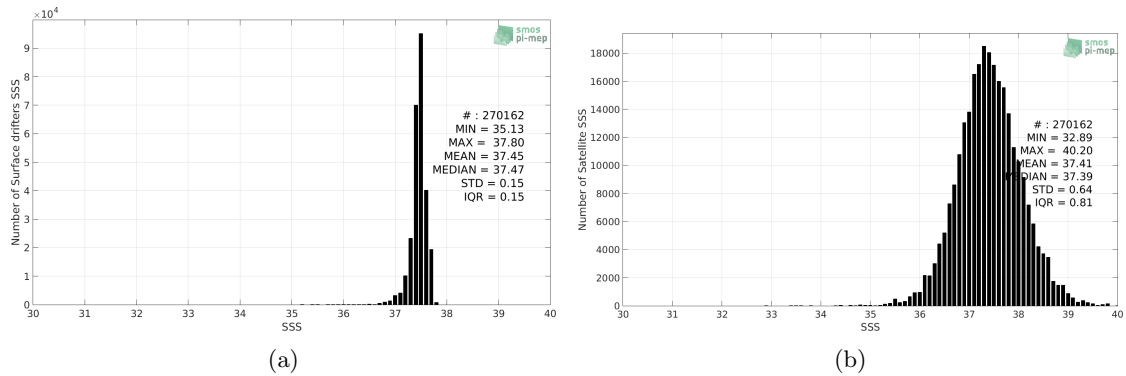 ×10⁴
Number of Surface drifters SSS
9
8
7
6
5
4
3
2
1
0
30 31 32 33 34 35 36 37 38 39 40
SSS
smos
pi-mep
# : 270162
MIN = 35.13
MAX = 37.80
MEAN = 37.45
MEDIAN = 37.47
STD = 0.15
IQR = 0.15
(a)
Number of Satellite SSS
18000
16000
14000
12000
10000
8000
6000
4000
2000
0
30 31 32 33 34 35 36 37 38 39 40
SSS
smos
pi-mep
# : 270162
MIN = 32.89
MAX = 40.20
MEAN = 37.41
MEDIAN = 37.39
STD = 0.64
IQR = 0.81
(b)